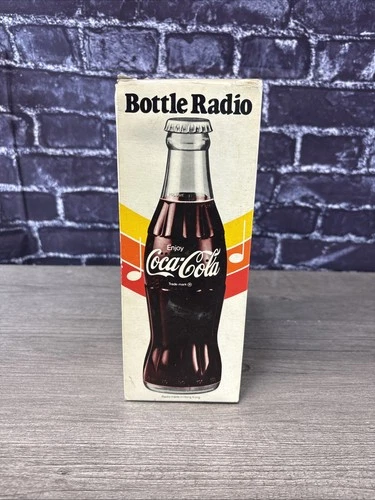 Bottle Radio
Enjoy
Coca-Cola
Trade-mark ®